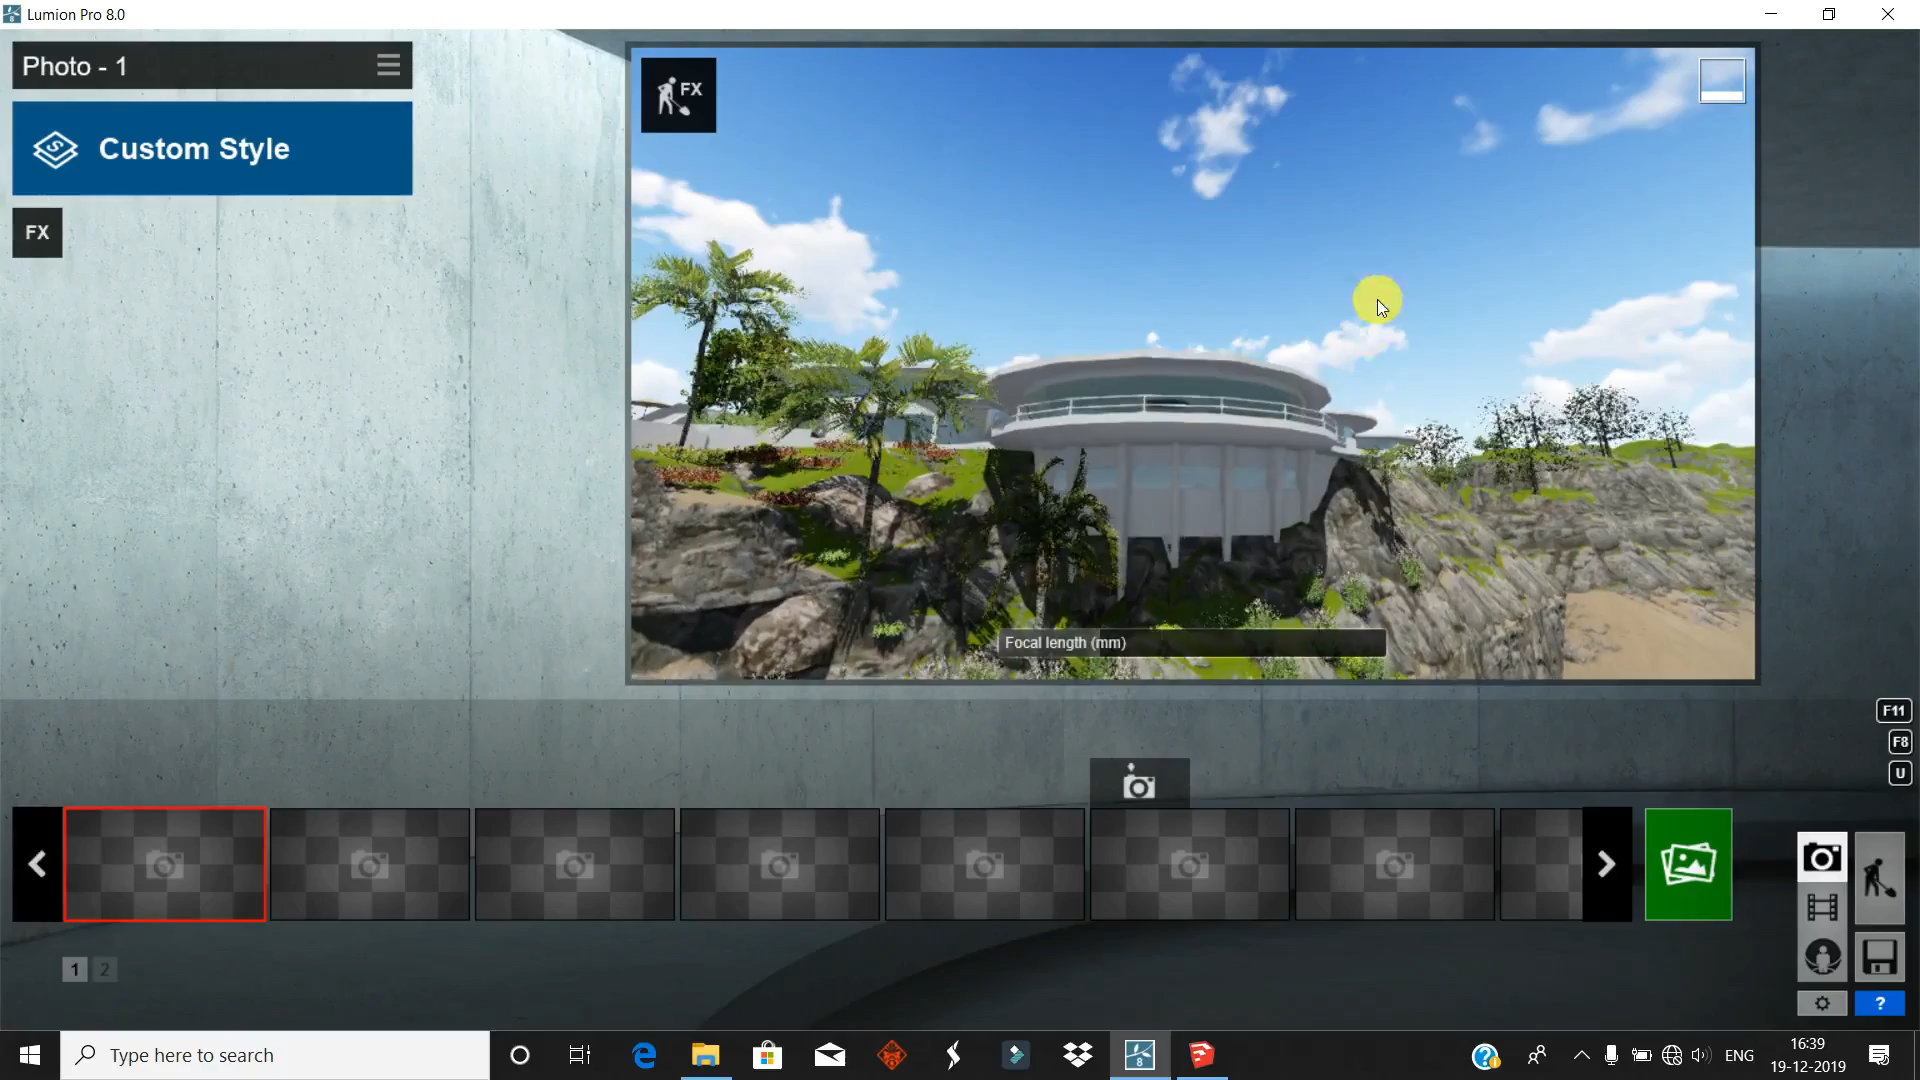 Lumion Pro 8.0
Photo - 1
Custom Style
FX
FX
Focal length (mm)
F11
F8
U
1
2
?
Type here to search
8
ENG
16:39
19-12-2019